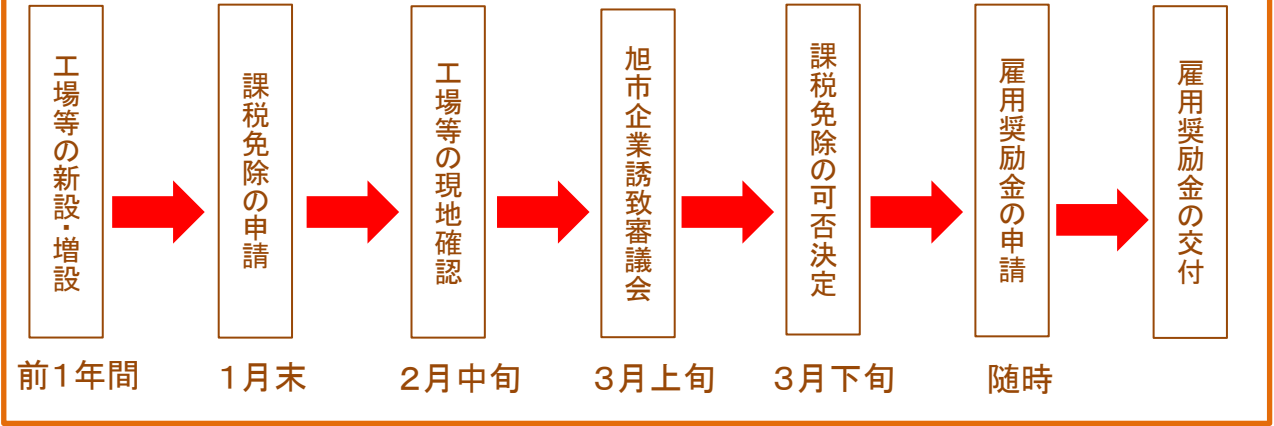 工場等の新設・増設
課税免除の申請
工場等の現地確認
旭市企業誘致審議会
課税免除の可否決定
雇用奨励金の申請
雇用奨励金の交付
前１年間
１月末
２月中旬
３月上旬
３月下旬
随時